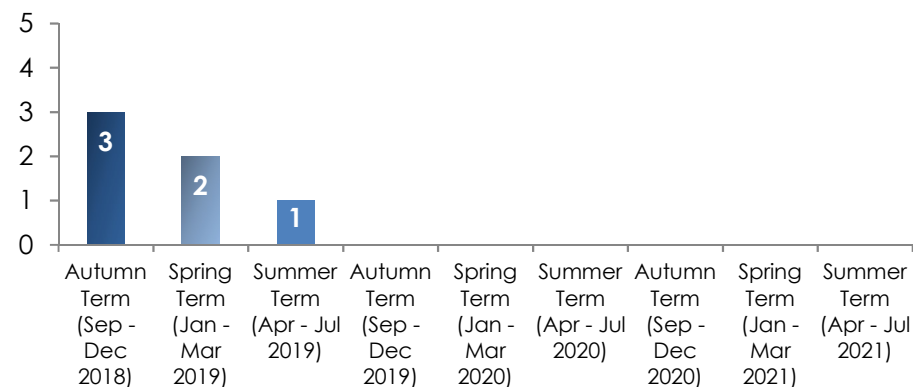 5
4
3
2
1
0
3
2
1
Autumn
Term
(Sep -
Dec
2018)
Spring
Term
(Jan -
Mar
2019)
Summer
Term
(Apr - Jul
2019)
Autumn
Term
(Sep -
Dec
2019)
Spring
Term
(Jan -
Mar
2020)
Summer
Term
(Apr - Jul
2020)
Autumn
Term
(Sep -
Dec
2020)
Spring
Term
(Jan -
Mar
2021)
Summer
Term
(Apr - Jul
2021)